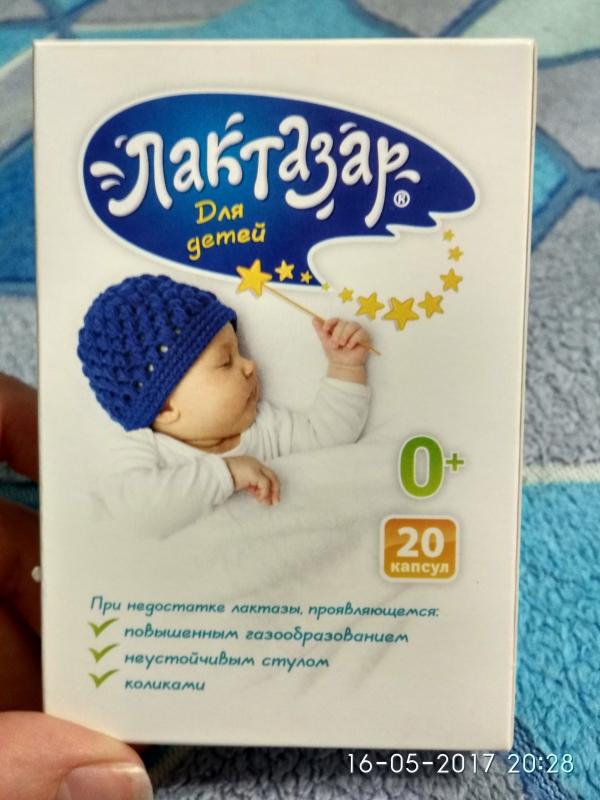 Лактазар®
Для
детей
0+
20
капсул
При недостатке лактазы, проявляющемся:
повышенным газообразованием
неустойчивым стулом
коликами
16-05-2017 20:28